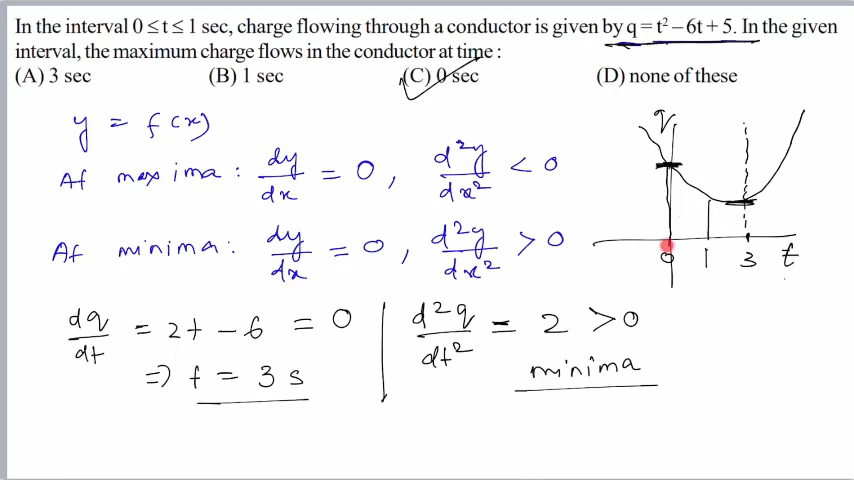 In the interval 0 ≤ t ≤ 1 sec, charge flowing through a conductor is given by q = t² – 6t + 5. In the given
interval, the maximum charge flows in the conductor at time :
(A) 3 sec (B) 1 sec (C) 0 sec (D) none of these
y = f(x)
At maxima: dy/dx = 0, d²y/dx² < 0
At minima: dy/dx = 0, d²y/dx² > 0
q
0 1 3 t
dq/dt = 2t – 6 = 0
⇒ t = 3 s
d²q/dt² = 2 > 0
minima